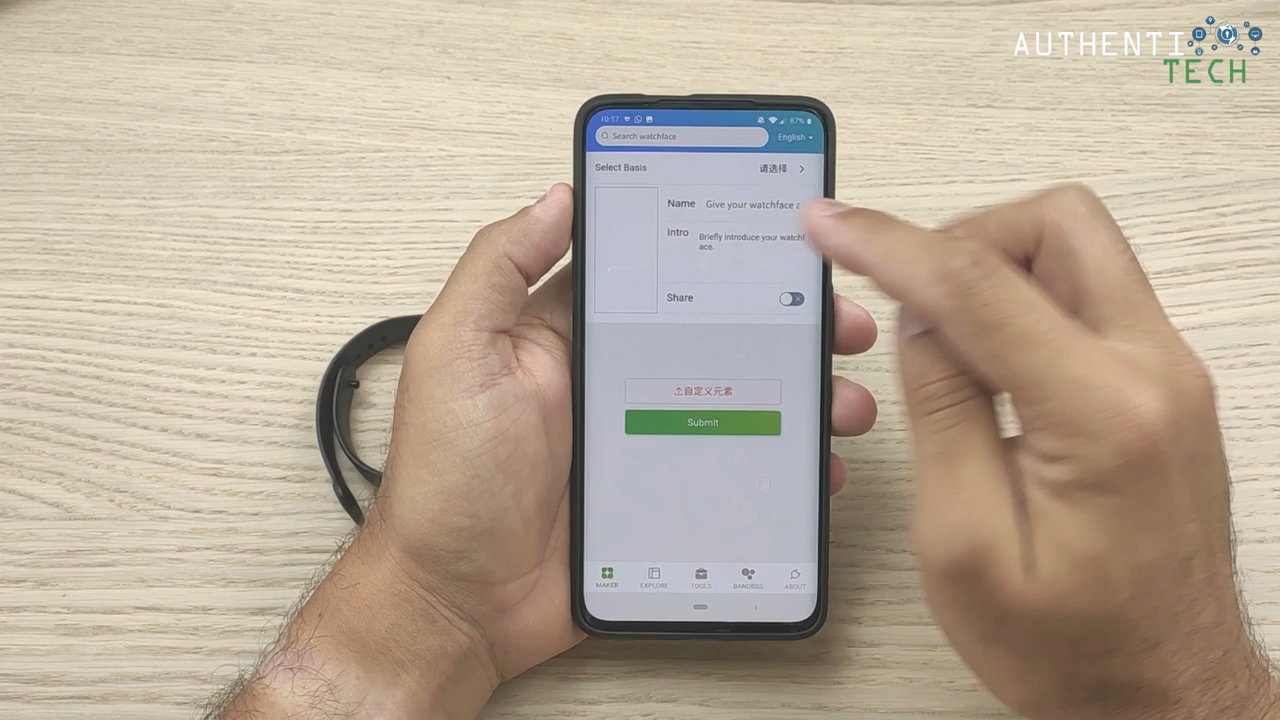 AUTHENTI
TECH
10:57
87%
Search watchface
English
Select Basis
请选择
Name
Give your watchface a
Intro
Briefly introduce your watchf
ace.
Share
自定义元素
Submit
MAKER
EXPLORE
TOOLS
BANDBBS
ABOUT